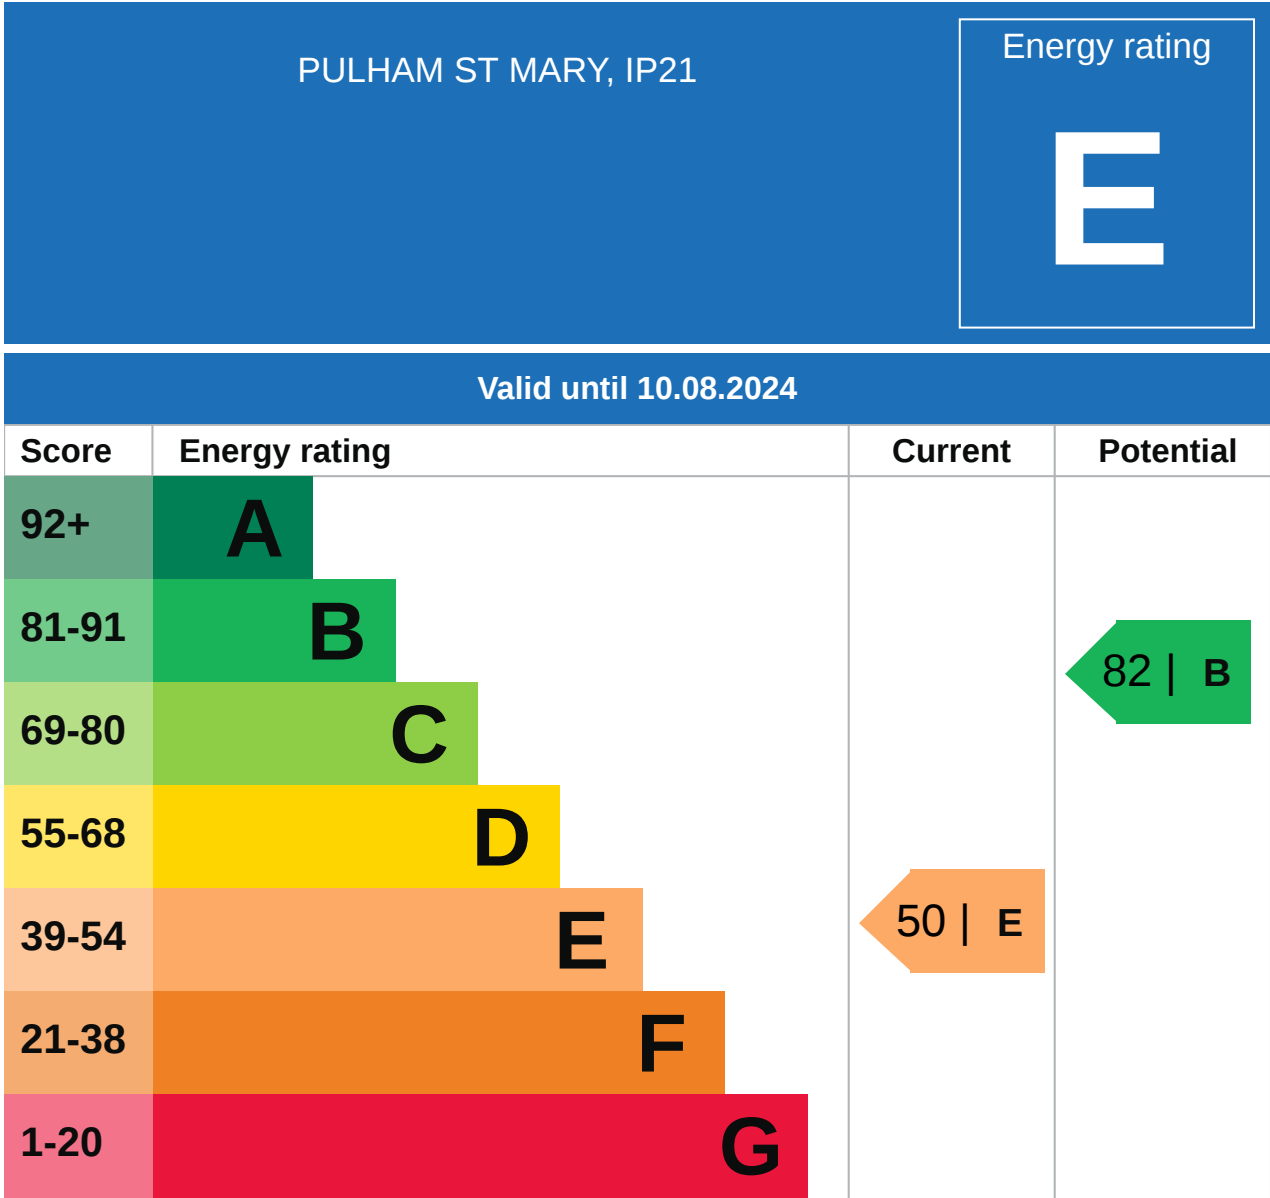 PULHAM ST MARY, IP21
Energy rating
E
Valid until 10.08.2024
Score Energy rating Current Potential
92+ A
81-91 B
82 | B
69-80 C
55-68 D
39-54 E
50 | E
21-38 F
1-20 G